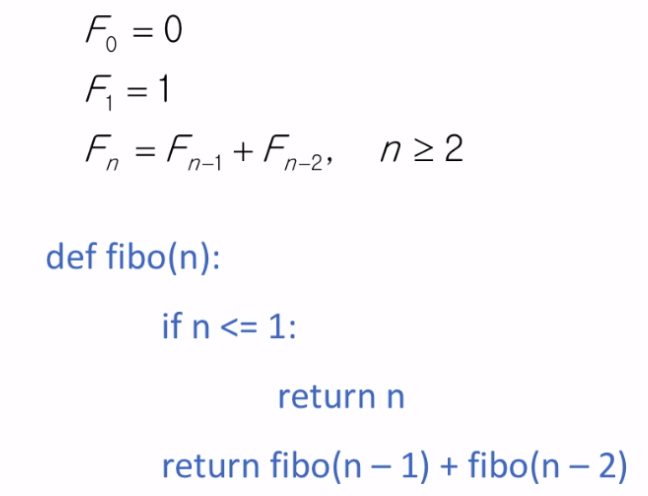 F₀ = 0
F₁ = 1
Fₙ = Fₙ₋₁ + Fₙ₋₂, n ≥ 2
def fibo(n):
if n <= 1:
return n
return fibo(n – 1) + fibo(n – 2)